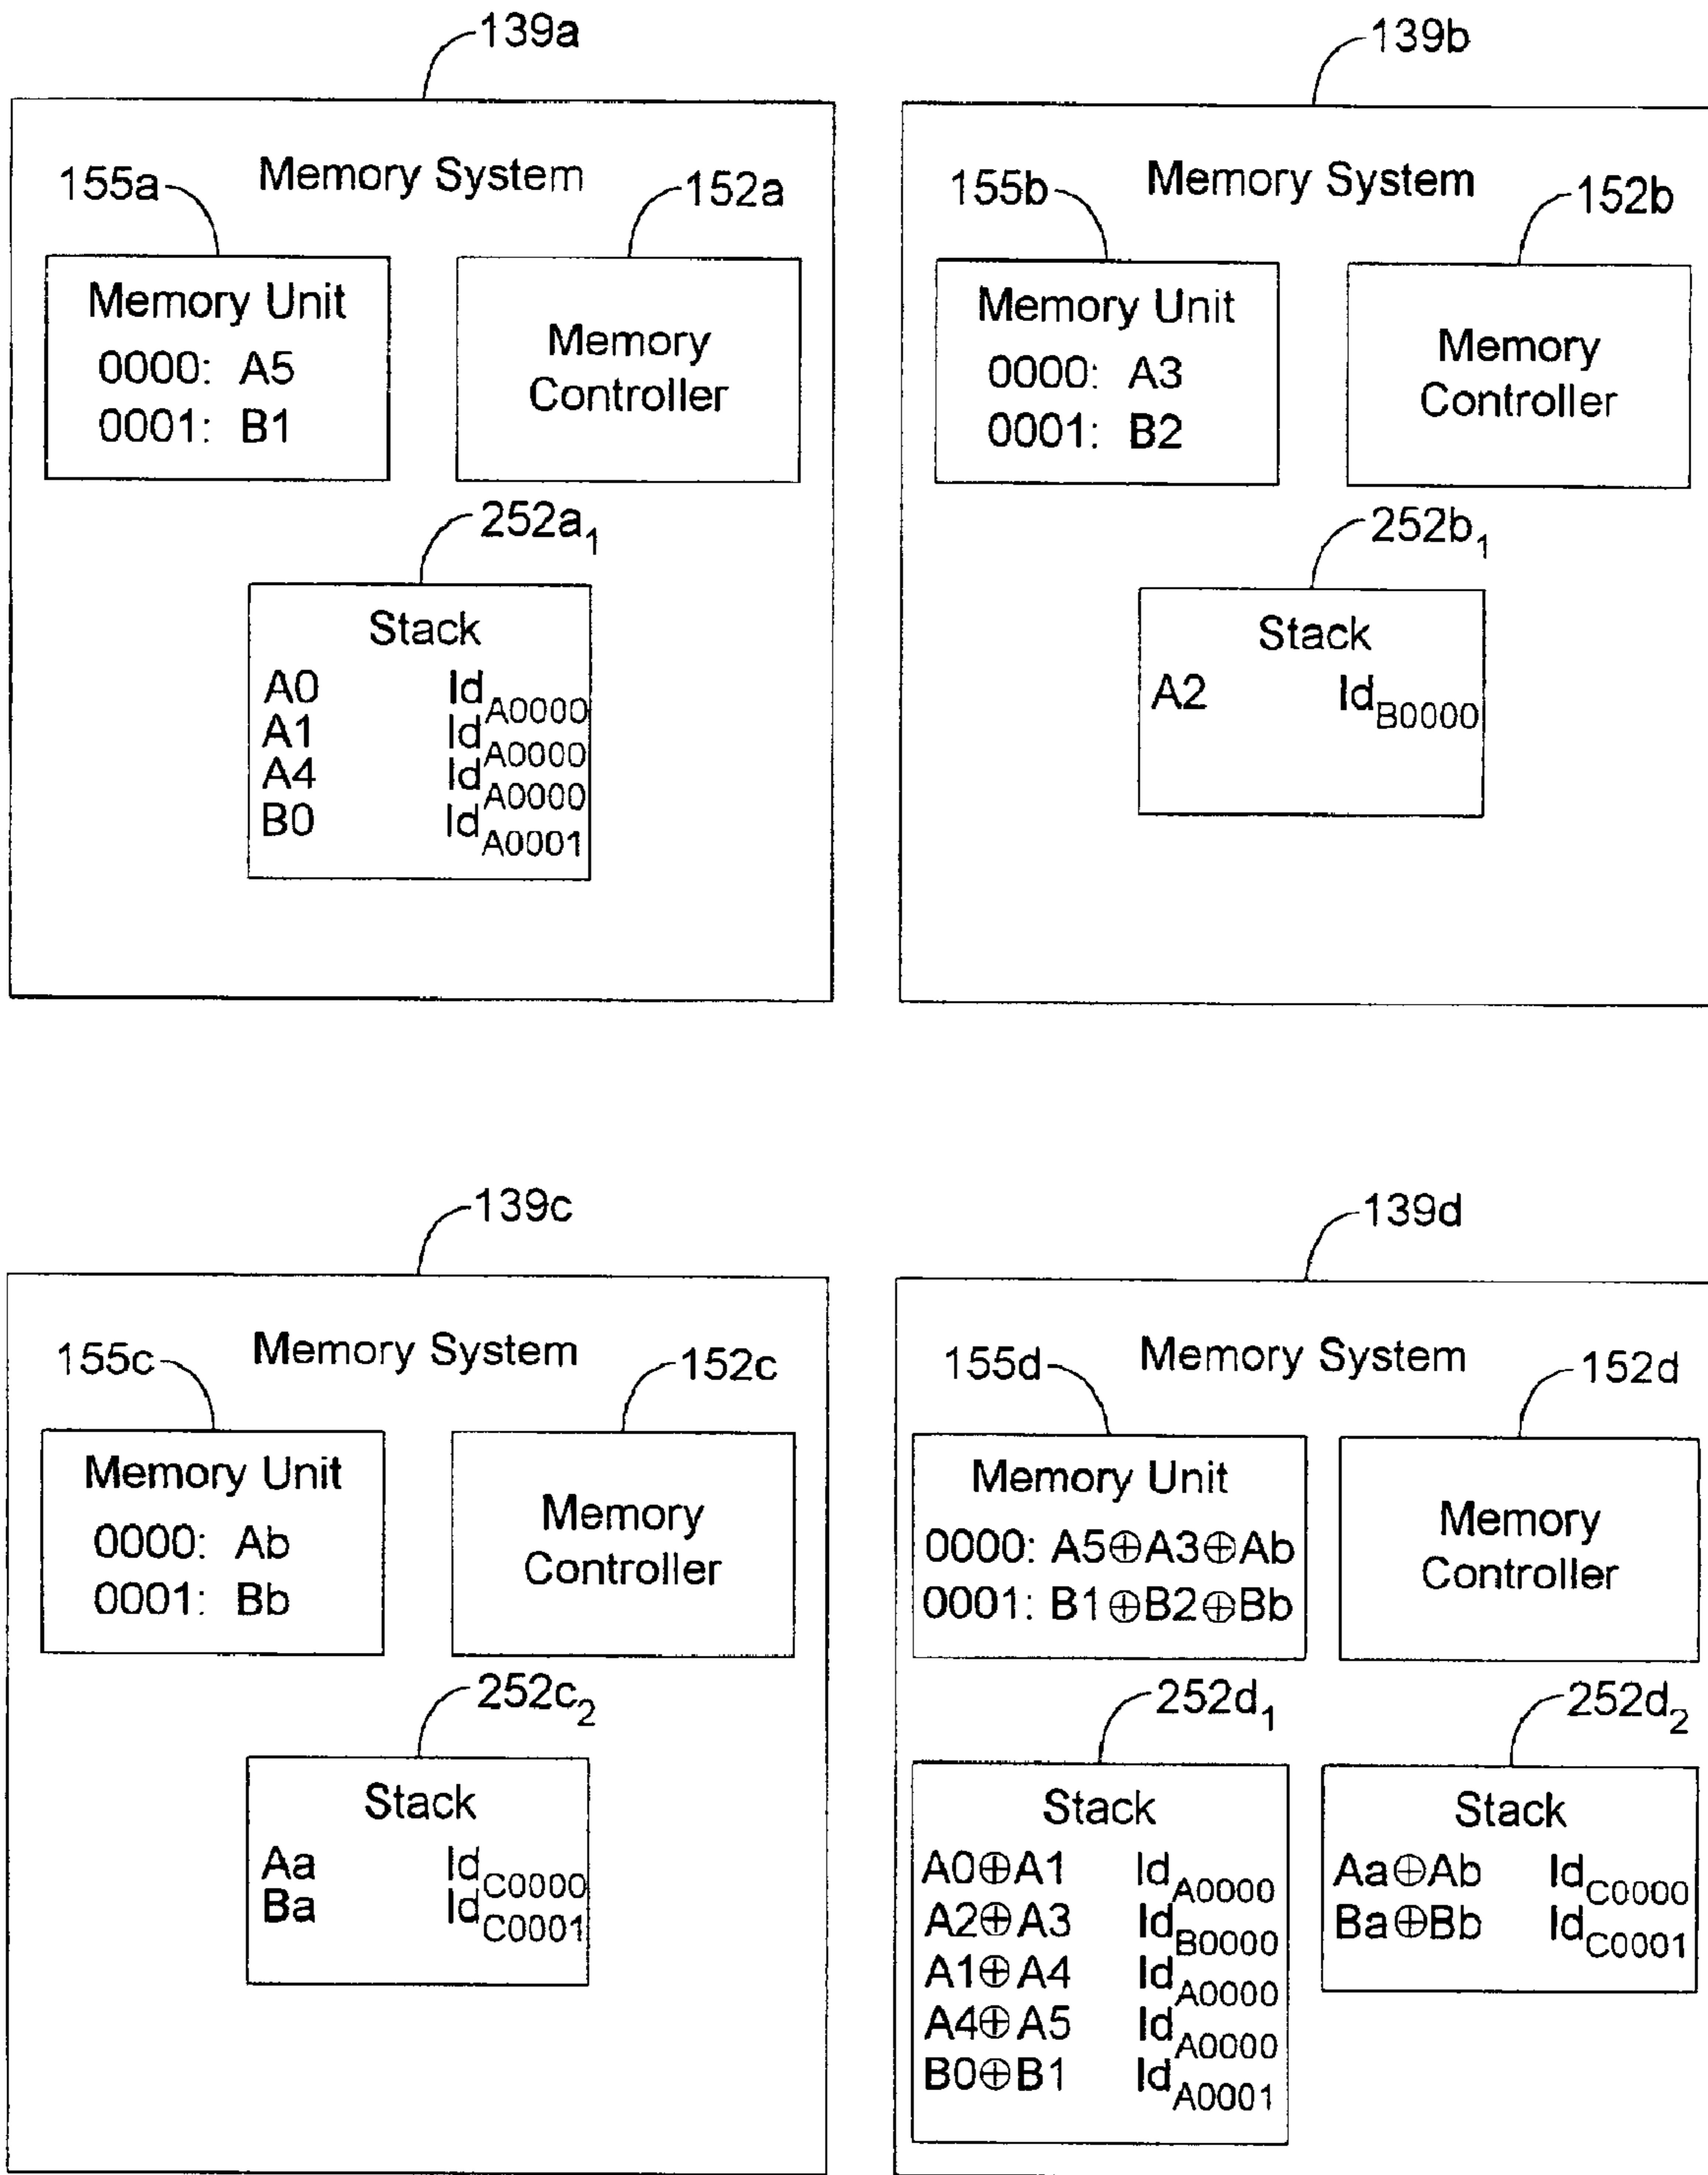 139a
Memory System
155a
152a
Memory Unit
0000: A5
0001: B1
Memory
Controller
252a1
Stack
A0 IdA0000
A1 IdA0000
A4 IdA0000
B0 IdA0001
139b
Memory System
155b
152b
Memory Unit
0000: A3
0001: B2
Memory
Controller
252b1
Stack
A2 IdB0000
139c
Memory System
155c
152c
Memory Unit
0000: Ab
0001: Bb
Memory
Controller
252c2
Stack
Aa IdC0000
Ba IdC0001
139d
Memory System
155d
152d
Memory Unit
0000: A5⊕A3⊕Ab
0001: B1⊕B2⊕Bb
Memory
Controller
252d1
Stack
A0⊕A1 IdA0000
A2⊕A3 IdB0000
A1⊕A4 IdA0000
A4⊕A5 IdA0000
B0⊕B1 IdA0001
252d2
Stack
Aa⊕Ab IdC0000
Ba⊕Bb IdC0001